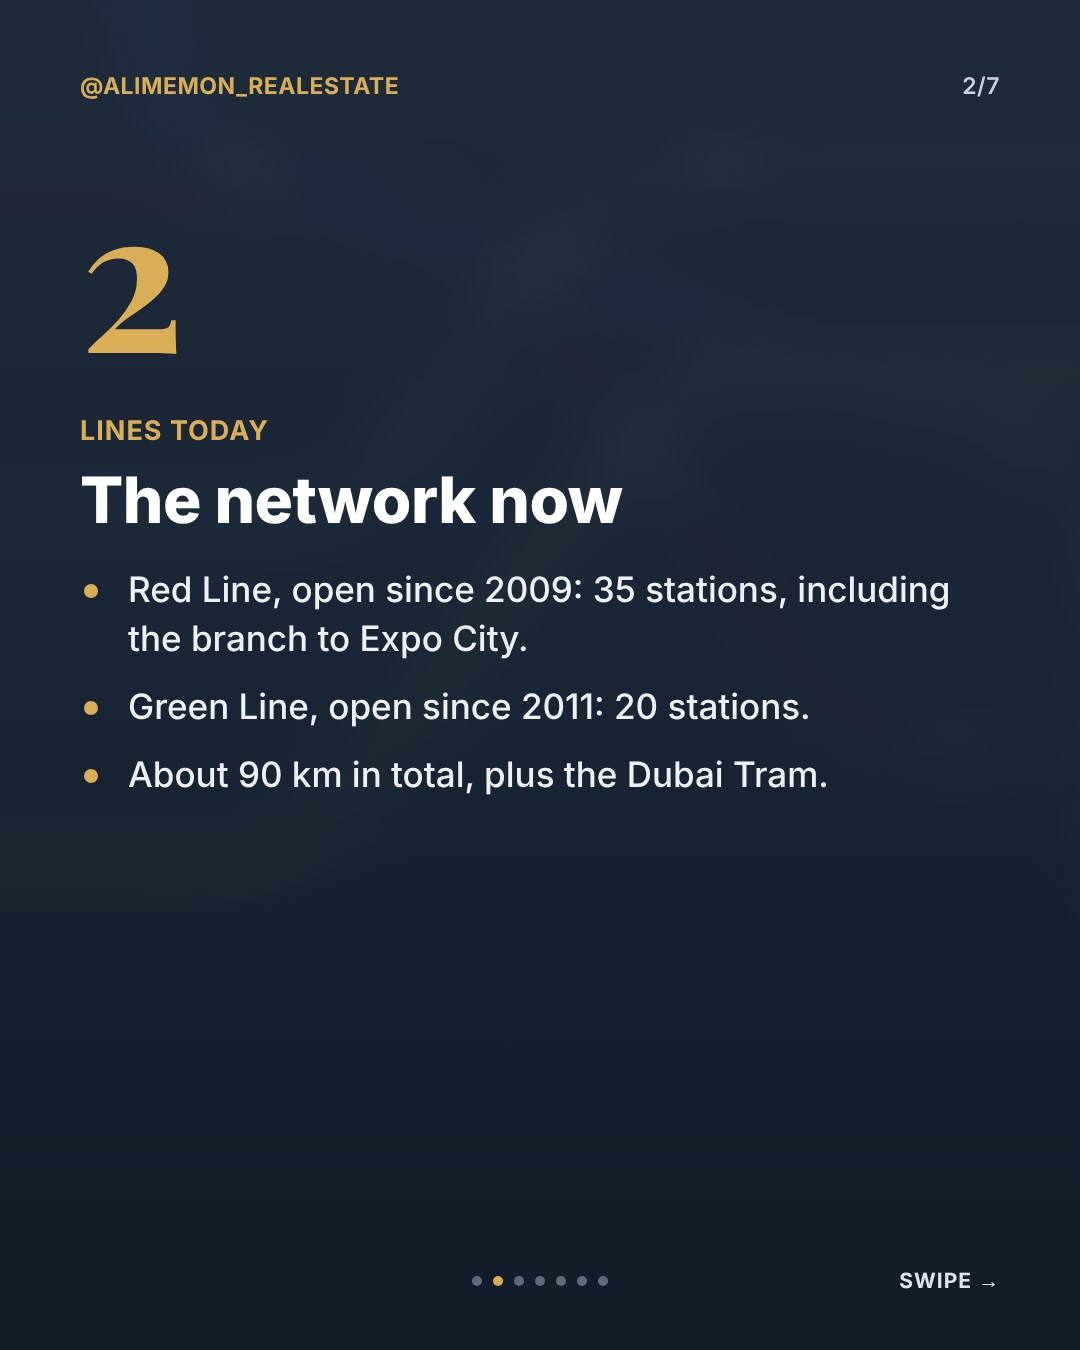 @ALIMEMON_REALESTATE
2/7
2
LINES TODAY
The network now
• Red Line, open since 2009: 35 stations, including
the branch to Expo City.
• Green Line, open since 2011: 20 stations.
• About 90 km in total, plus the Dubai Tram.
SWIPE →